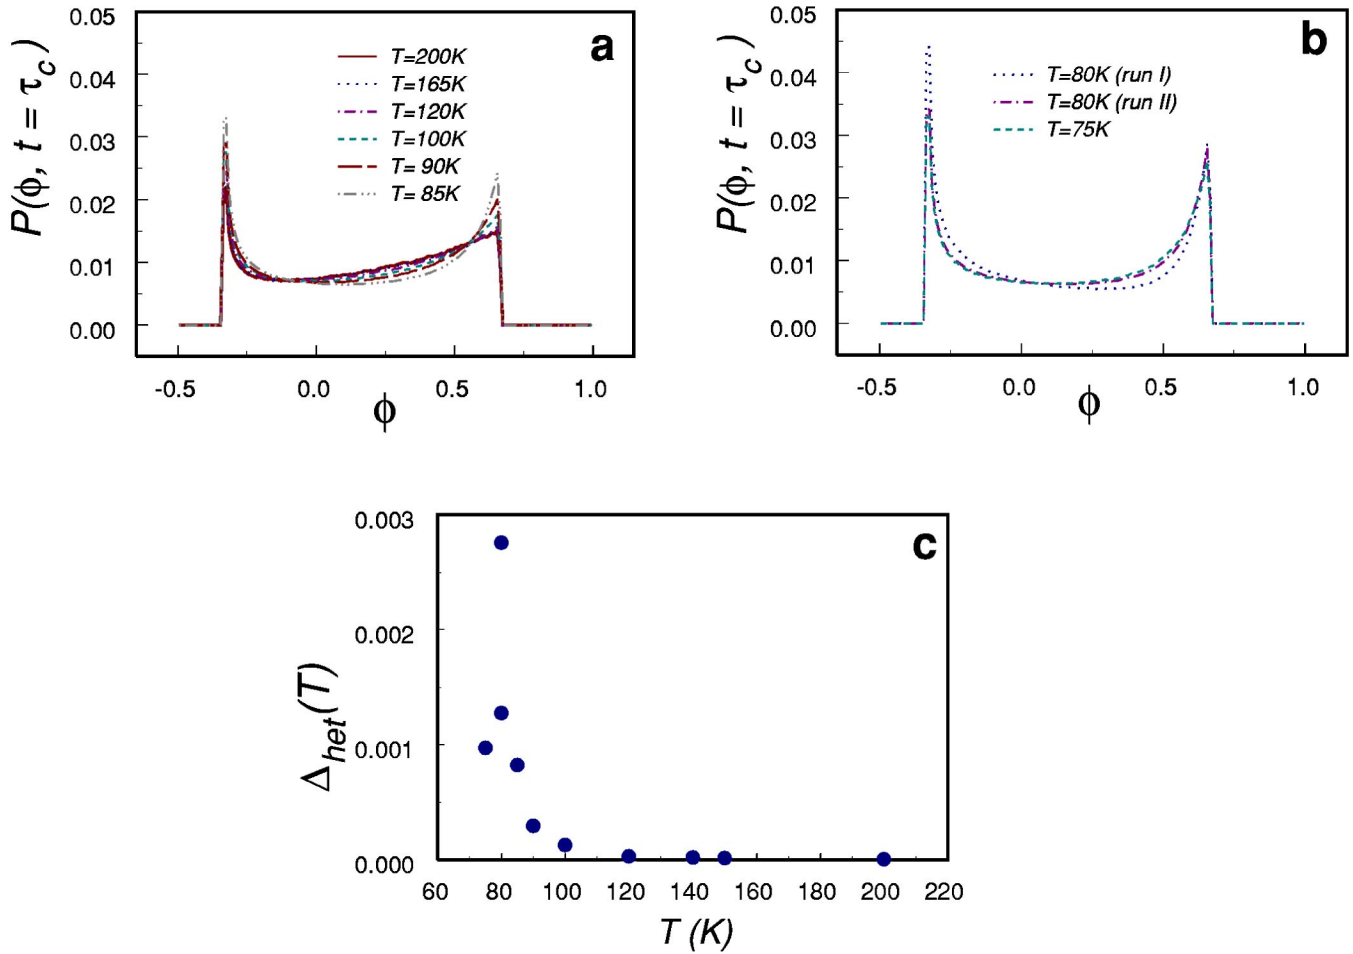 a
P(ϕ, t = τc)
0.05
0.04
0.03
0.02
0.01
0.00
T=200K
T=165K
T=120K
T=100K
T= 90K
T= 85K
-0.5 0.0 0.5 1.0
ϕ
b
P(ϕ, t = τc)
0.05
0.04
0.03
0.02
0.01
0.00
T=80K (run I)
T=80K (run II)
T=75K
-0.5 0.0 0.5 1.0
ϕ
c
Δhet(T)
0.003
0.002
0.001
0.000
60 80 100 120 140 160 180 200 220
T (K)